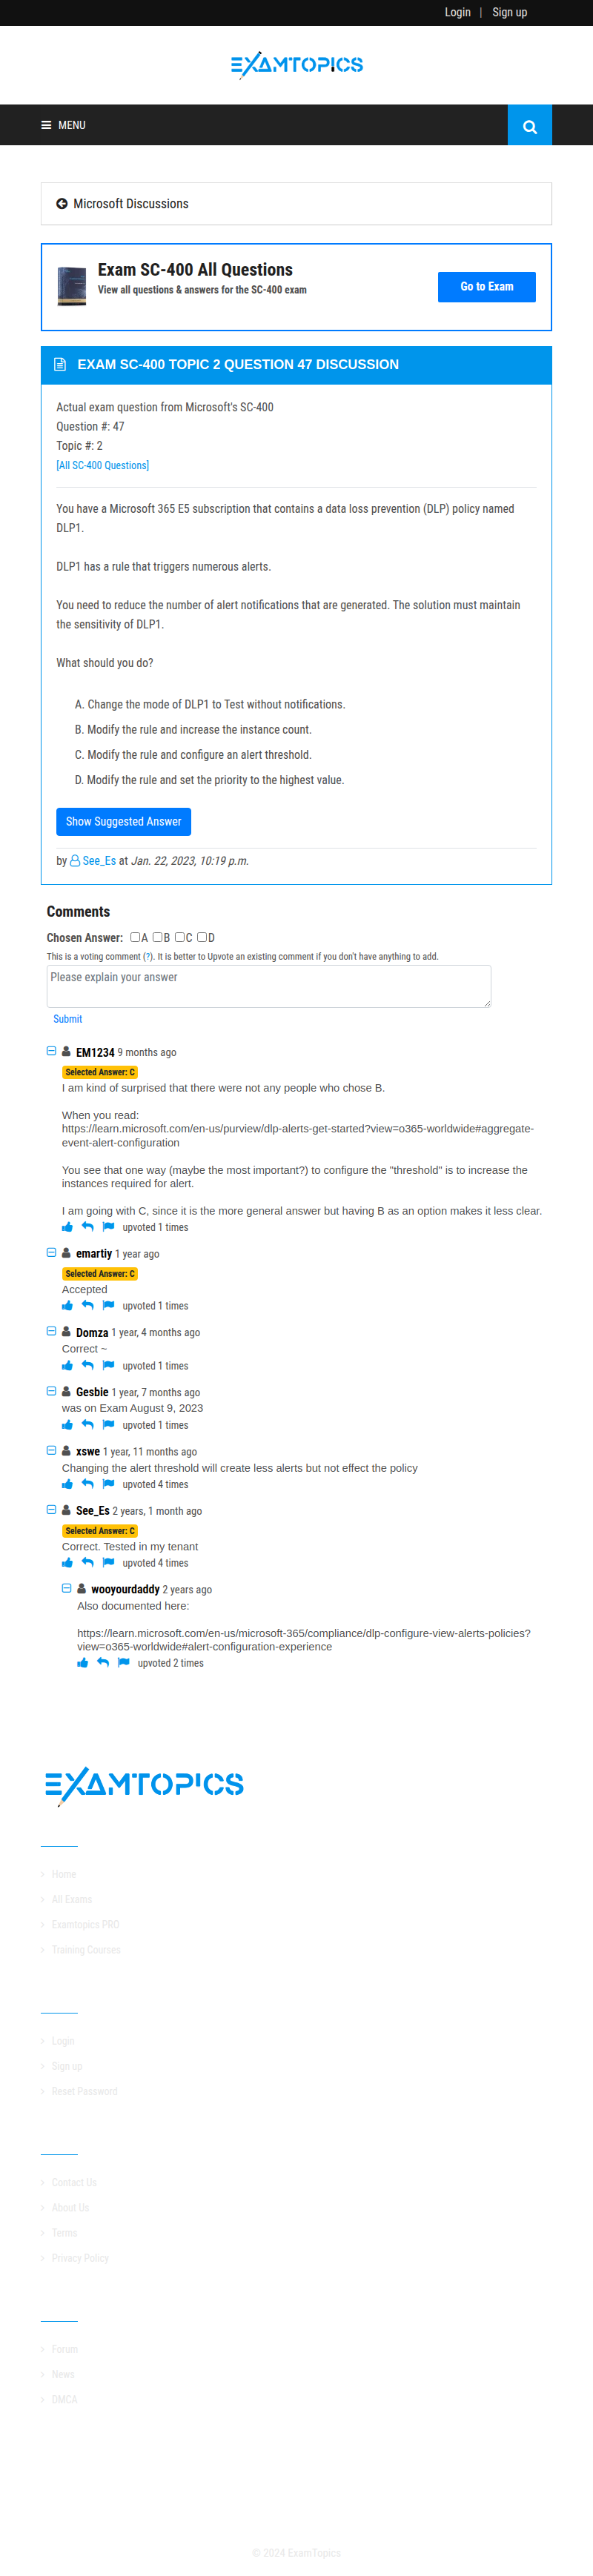 Login | Sign up
EXAMTOPICS
MENU
Microsoft Discussions
Exam SC-400 All Questions
View all questions & answers for the SC-400 exam
Go to Exam
EXAM SC-400 TOPIC 2 QUESTION 47 DISCUSSION
Actual exam question from Microsoft's SC-400
Question #: 47
Topic #: 2
[All SC-400 Questions]
You have a Microsoft 365 E5 subscription that contains a data loss prevention (DLP) policy named
DLP1.
DLP1 has a rule that triggers numerous alerts.
You need to reduce the number of alert notifications that are generated. The solution must maintain
the sensitivity of DLP1.
What should you do?
A. Change the mode of DLP1 to Test without notifications.
B. Modify the rule and increase the instance count.
C. Modify the rule and configure an alert threshold.
D. Modify the rule and set the priority to the highest value.
Show Suggested Answer
by See_Es at Jan. 22, 2023, 10:19 p.m.
Comments
Chosen Answer: A B C D
This is a voting comment (?). It is better to Upvote an existing comment if you don't have anything to add.
Please explain your answer
Submit
EM1234 9 months ago
Selected Answer: C
I am kind of surprised that there were not any people who chose B.
When you read:
https://learn.microsoft.com/en-us/purview/dlp-alerts-get-started?view=o365-worldwide#aggregate-
event-alert-configuration
You see that one way (maybe the most important?) to configure the "threshold" is to increase the
instances required for alert.
I am going with C, since it is the more general answer but having B as an option makes it less clear.
upvoted 1 times
emartiy 1 year ago
Selected Answer: C
Accepted
upvoted 1 times
Domza 1 year, 4 months ago
Correct ~
upvoted 1 times
Gesbie 1 year, 7 months ago
was on Exam August 9, 2023
upvoted 1 times
xswe 1 year, 11 months ago
Changing the alert threshold will create less alerts but not effect the policy
upvoted 4 times
See_Es 2 years, 1 month ago
Selected Answer: C
Correct. Tested in my tenant
upvoted 4 times
wooyourdaddy 2 years ago
Also documented here:
https://learn.microsoft.com/en-us/microsoft-365/compliance/dlp-configure-view-alerts-policies?
view=o365-worldwide#alert-configuration-experience
upvoted 2 times
EXAMTOPICS
Home
All Exams
Examtopics PRO
Training Courses
Login
Sign up
Reset Password
Contact Us
About Us
Terms
Privacy Policy
Forum
News
DMCA
© 2024 ExamTopics